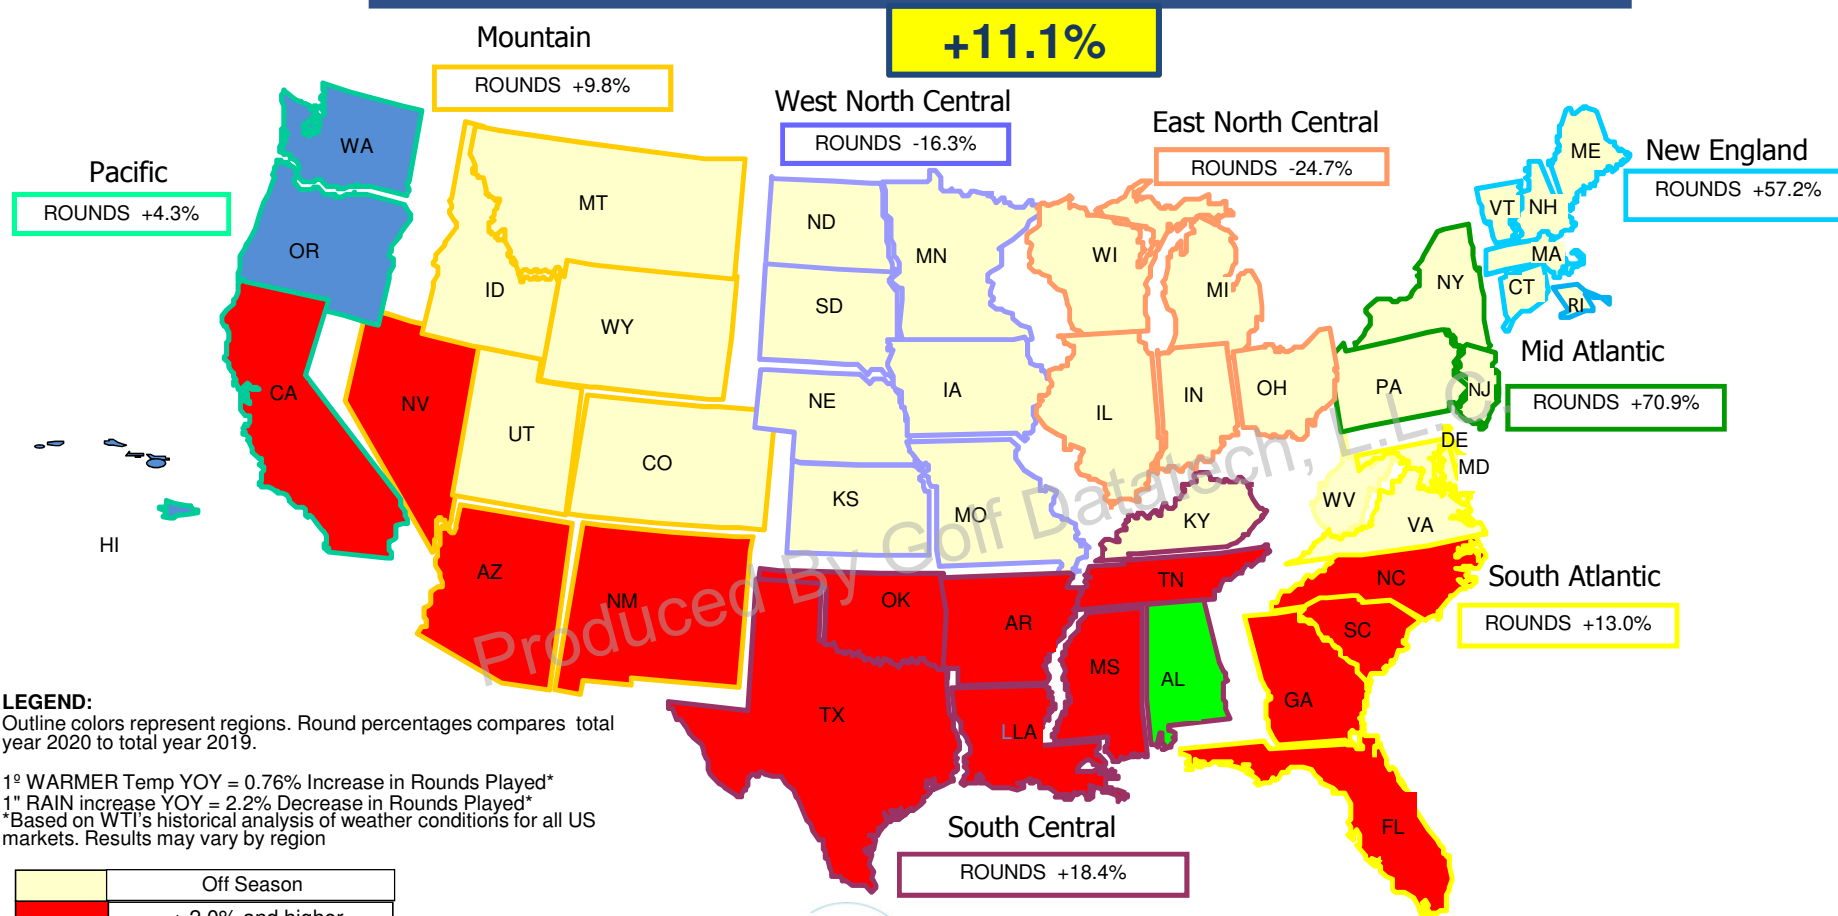 +11.1%
Mountain
ROUNDS +9.8%
West North Central
ROUNDS -16.3%
East North Central
ROUNDS -24.7%
New England
ROUNDS +57.2%
Pacific
ROUNDS +4.3%
Mid Atlantic
ROUNDS +70.9%
South Atlantic
ROUNDS +13.0%
South Central
ROUNDS +18.4%
WA
OR
CA
NV
ID
MT
WY
UT
CO
AZ
NM
HI
ND
SD
NE
KS
MN
IA
MO
WI
MI
IL
IN
OH
KY
TN
OK
AR
TX
LLA
MS
AL
ME
VT
NH
MA
CT
RI
NY
PA
NJ
DE
MD
WV
VA
NC
SC
GA
FL
Produced By Golf Datatech, L.L.C.
LEGEND:
Outline colors represent regions. Round percentages compares total
year 2020 to total year 2019.
1º WARMER Temp YOY = 0.76% Increase in Rounds Played*
1" RAIN increase YOY = 2.2% Decrease in Rounds Played*
*Based on WTI's historical analysis of weather conditions for all US
markets. Results may vary by region
Off Season
+ 2.0% and higher